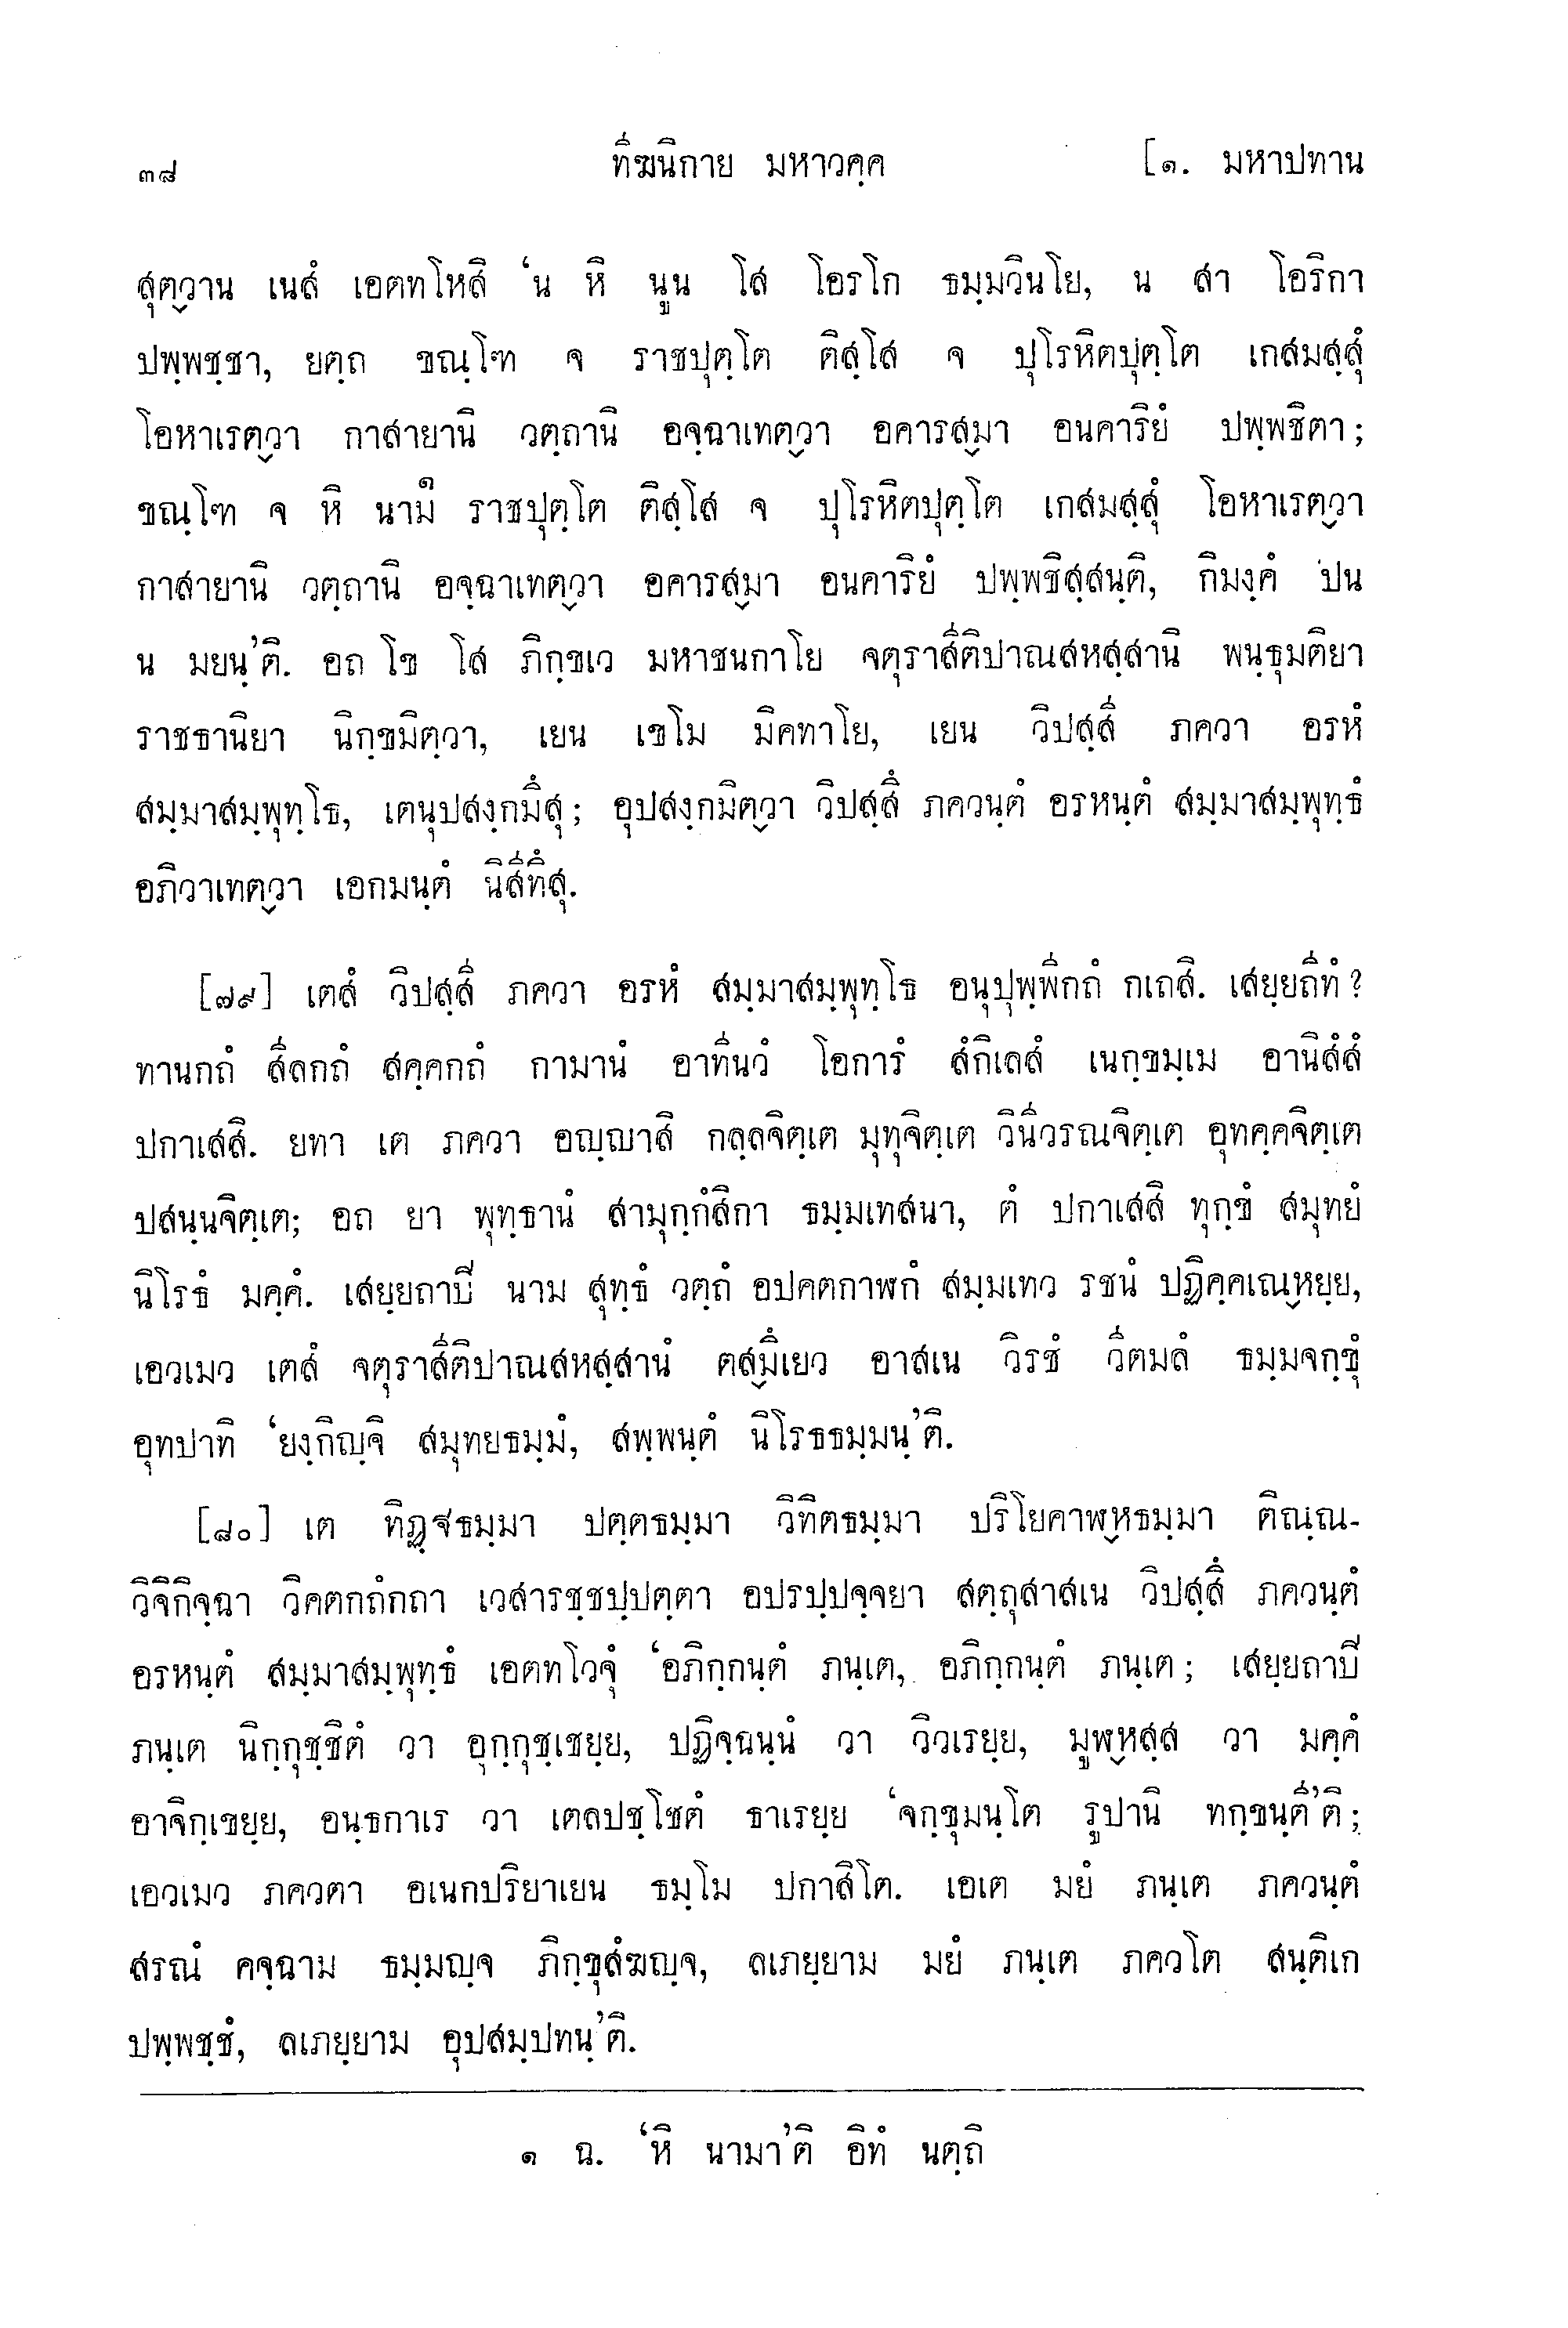 ๓๘ ทีฆนิกาย มหาวคฺค [๑. มหาปทาน
สุตฺวาน เนสํ เอตทโหสิ ‘น หิ นูน โส โอรโก ธมฺมวินโย, น สา โอริกา
ปพฺพชฺชา, ยตฺถ ขณฺโฑ จ ราชปุตฺโต ติสฺโส จ ปุโรหิตปุตฺโต เกสมสฺสุํ
โอหาเรตฺวา กาสายานิ วตฺถานิ อจฺฉาเทตฺวา อคารสฺมา อนคาริยํ ปพฺพชิตา;
ขณฺโฑ จ หิ นาม๑ ราชปุตฺโต ติสฺโส จ ปุโรหิตปุตฺโต เกสมสฺสุํ โอหาเรตฺวา
กาสายานิ วตฺถานิ อจฺฉาเทตฺวา อคารสฺมา อนคาริยํ ปพฺพชิสฺสนฺติ, กิมงฺคํ ปน
น มยนฺ’ติ. อถ โข โส ภิกฺขเว มหาชนกาโย จตุราสีติปาณสหสฺสานิ พนฺธุมติยา
ราชธานิยา นิกฺขมิตฺวา, เยน เขโม มิคทาโย, เยน วิปสฺสี ภควา อรหํ
สมฺมาสมฺพุทฺโธ, เตนุปสงฺกมึสุ; อุปสงฺกมิตฺวา วิปสฺสึ ภควนฺตํ อรหนฺตํ สมฺมาสมฺพุทฺธํ
อภิวาเทตฺวา เอกมนฺตํ นิสีทึสุ.
[๗๙] เตสํ วิปสฺสี ภควา อรหํ สมฺมาสมฺพุทฺโธ อนุปุพฺพีกถํ กเถสิ. เสยฺยถีทํ?
ทานกถํ สีลกถํ สคฺคกถํ กามานํ อาทีนวํ โอการํ สํกิเลสํ เนกฺขมฺเม อานิสํสํ
ปกาเสสิ. ยทา เต ภควา อญฺญาสิ กลฺลจิตฺเต มุทุจิตฺเต วินีวรณจิตฺเต อุทคฺคจิตฺเต
ปสนฺนจิตฺเต; อถ ยา พุทฺธานํ สามุกฺกํสิกา ธมฺมเทสนา, ตํ ปกาเสสิ ทุกฺขํ สมุทยํ
นิโรธํ มคฺคํ. เสยฺยถาปิ นาม สุทฺธํ วตฺถํ อปคตกาฬกํ สมฺมเทว รชนํ ปฏิคฺคเณฺหยฺย,
เอวเมว เตสํ จตุราสีติปาณสหสฺสานํ ตสฺมึเยว อาสเน วิรชํ วีตมลํ ธมฺมจกฺขุํ
อุทปาทิ ‘ยงฺกิญฺจิ สมุทยธมฺมํ, สพฺพนฺตํ นิโรธธมฺมนฺ’ติ.
[๘๐] เต ทิฏฺฐธมฺมา ปตฺตธมฺมา วิทิตธมฺมา ปริโยคาฬฺหธมฺมา ติณฺณ-
วิจิกิจฺฉา วิคตกถํกถา เวสารชฺชปฺปตฺตา อปรปฺปจฺจยา สตฺถุสาสเน วิปสฺสึ ภควนฺตํ
อรหนฺตํ สมฺมาสมฺพุทฺธํ เอตทโวจุํ ‘อภิกฺกนฺตํ ภนฺเต, อภิกฺกนฺตํ ภนฺเต; เสยฺยถาปิ
ภนฺเต นิกฺกุชฺชิตํ วา อุกฺกุชฺเชยฺย, ปฏิจฺฉนฺนํ วา วิวเรยฺย, มูฬฺหสฺส วา มคฺคํ
อาจิกฺเขยฺย, อนฺธกาเร วา เตลปชฺโชตํ ธาเรยฺย ‘จกฺขุมนฺโต รูปานิ ทกฺขนฺตี’ติ;
เอวเมว ภควตา อเนกปริยาเยน ธมฺโม ปกาสิโต. เอเต มยํ ภนฺเต ภควนฺตํ
สรณํ คจฺฉาม ธมฺมญฺจ ภิกฺขุสํฆญฺจ, ลเภยฺยาม มยํ ภนฺเต ภควโต สนฺติเก
ปพฺพชฺชํ, ลเภยฺยาม อุปสมฺปทนฺ’ติ.
๑ ฉ. ‘หิ นามา’ติ อิทํ นตฺถิ